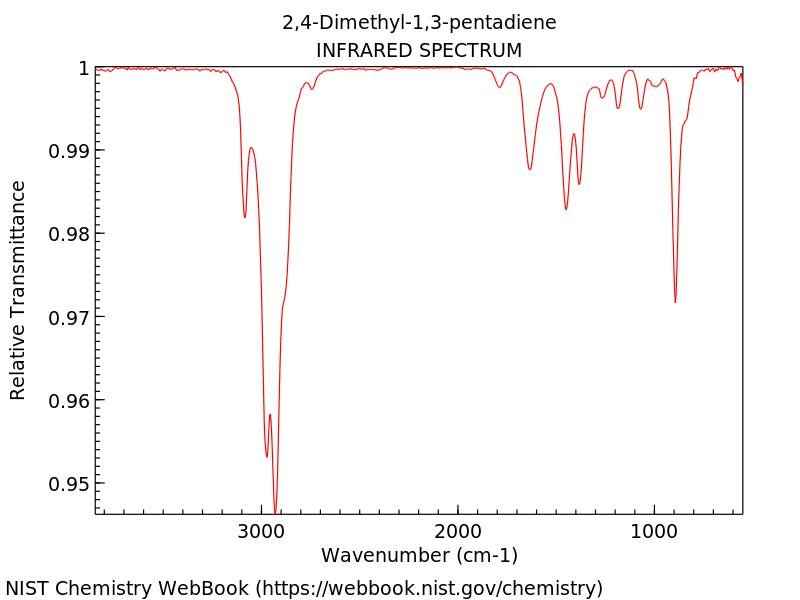 2,4-Dimethyl-1,3-pentadiene
INFRARED SPECTRUM
1
0.99
0.98
0.97
0.96
0.95
Relative Transmittance
3000 2000 1000
Wavenumber (cm-1)
NIST Chemistry WebBook (https://webbook.nist.gov/chemistry)